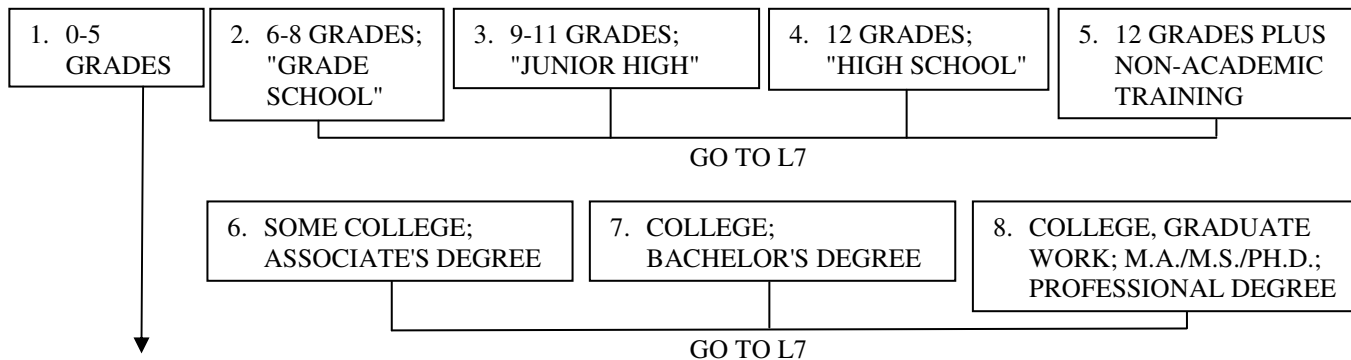 1. 0-5
GRADES
2. 6-8 GRADES;
"GRADE
SCHOOL"
3. 9-11 GRADES;
"JUNIOR HIGH"
4. 12 GRADES;
"HIGH SCHOOL"
5. 12 GRADES PLUS
NON-ACADEMIC
TRAINING
GO TO L7
6. SOME COLLEGE;
ASSOCIATE'S DEGREE
7. COLLEGE;
BACHELOR'S DEGREE
8. COLLEGE, GRADUATE
WORK; M.A./M.S./PH.D.;
PROFESSIONAL DEGREE
GO TO L7